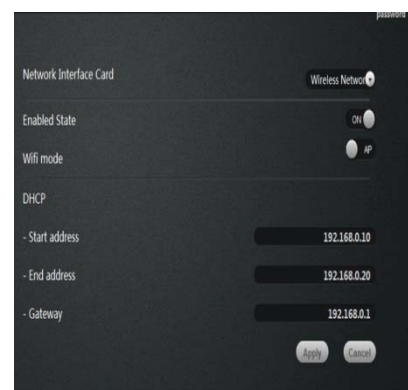 password
Network Interface Card Wireless Networ
Enabled State ON
Wifi mode AP
DHCP
- Start address 192.168.0.10
- End address 192.168.0.20
- Gateway 192.168.0.1
Apply Cancel